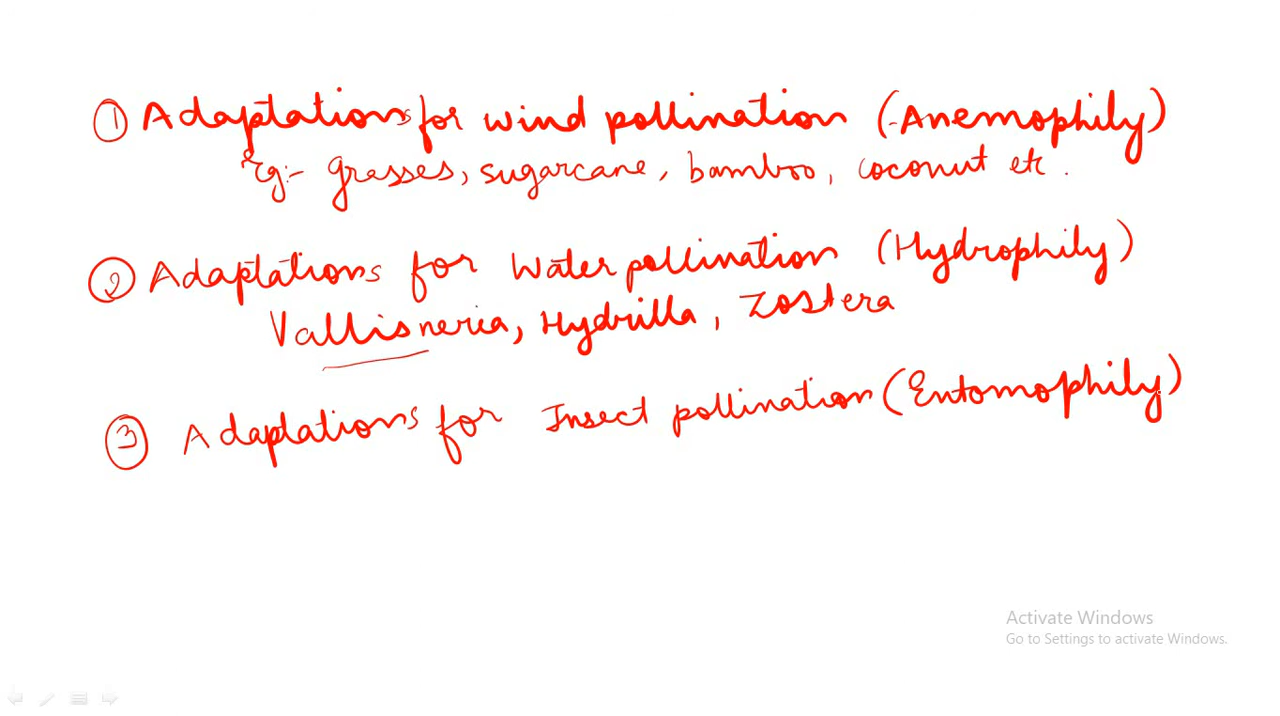 ① Adaptations for wind pollination (Anemophily)
Eg:- grasses, sugarcane, bamboo, coconut etc.
② Adaptations for Water pollination (Hydrophily)
Vallisneria, Hydrilla, Zostera
③ Adaptations for Insect pollination (Entomophily)
Activate Windows
Go to Settings to activate Windows.